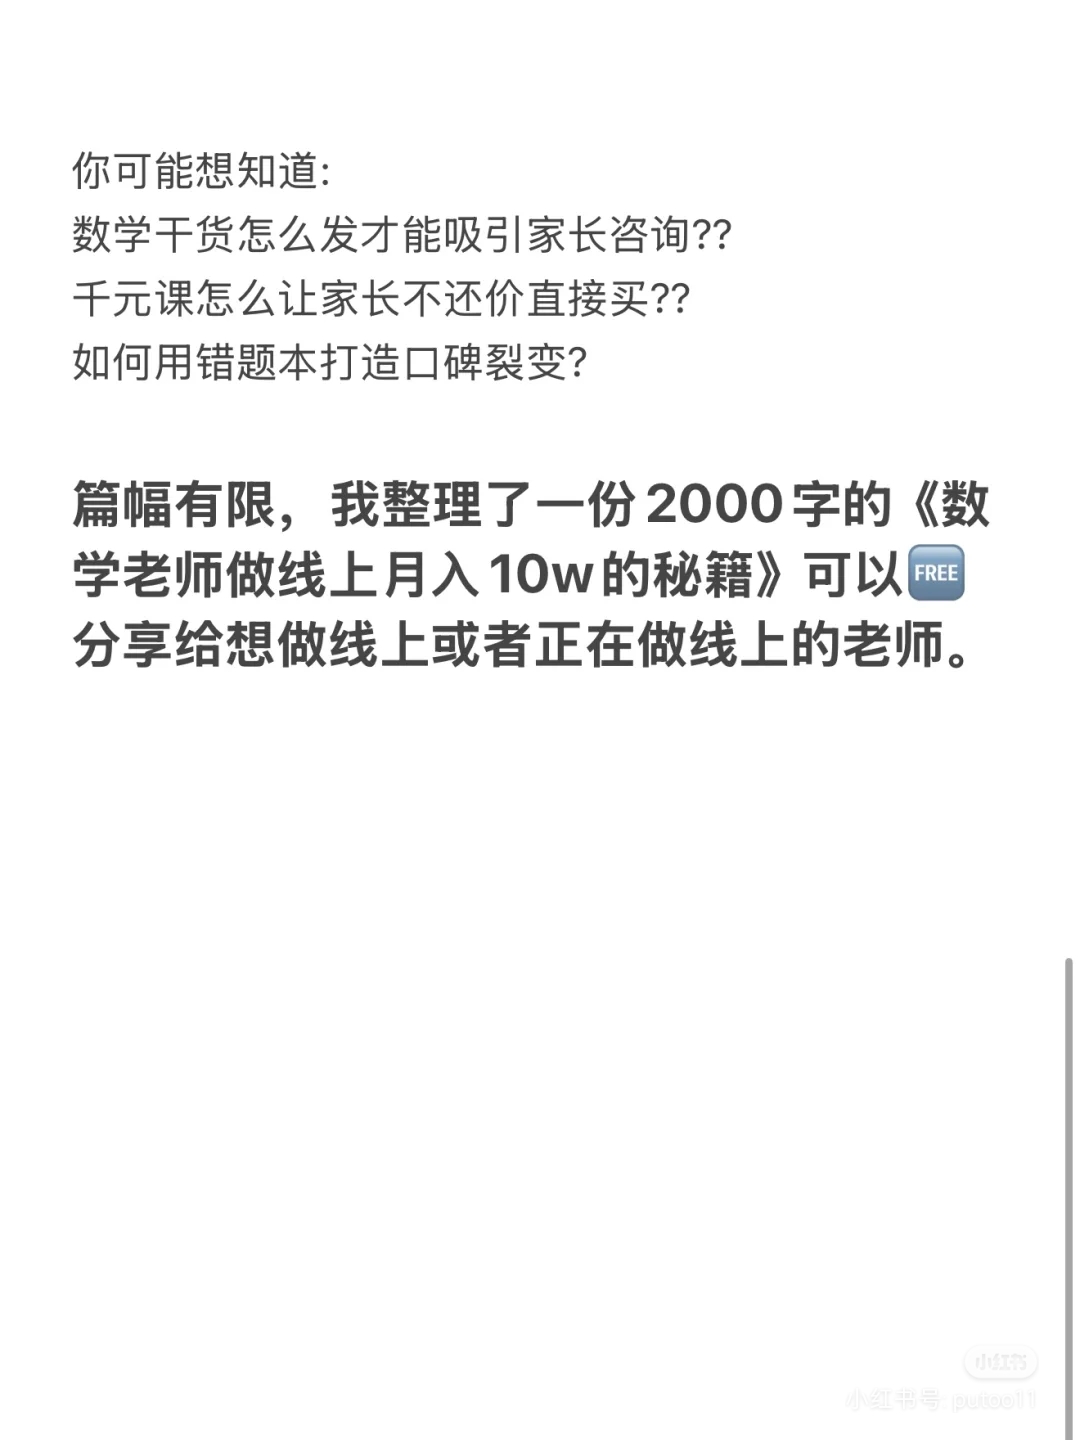 你可能想知道:
数学干货怎么发才能吸引家长咨询??
千元课怎么让家长不还价直接买??
如何用错题本打造口碑裂变?
篇幅有限，我整理了一份2000字的《数
学老师做线上月入10w的秘籍》可以🆓
分享给想做线上或者正在做线上的老师。
小红书
小红书号: putoo11